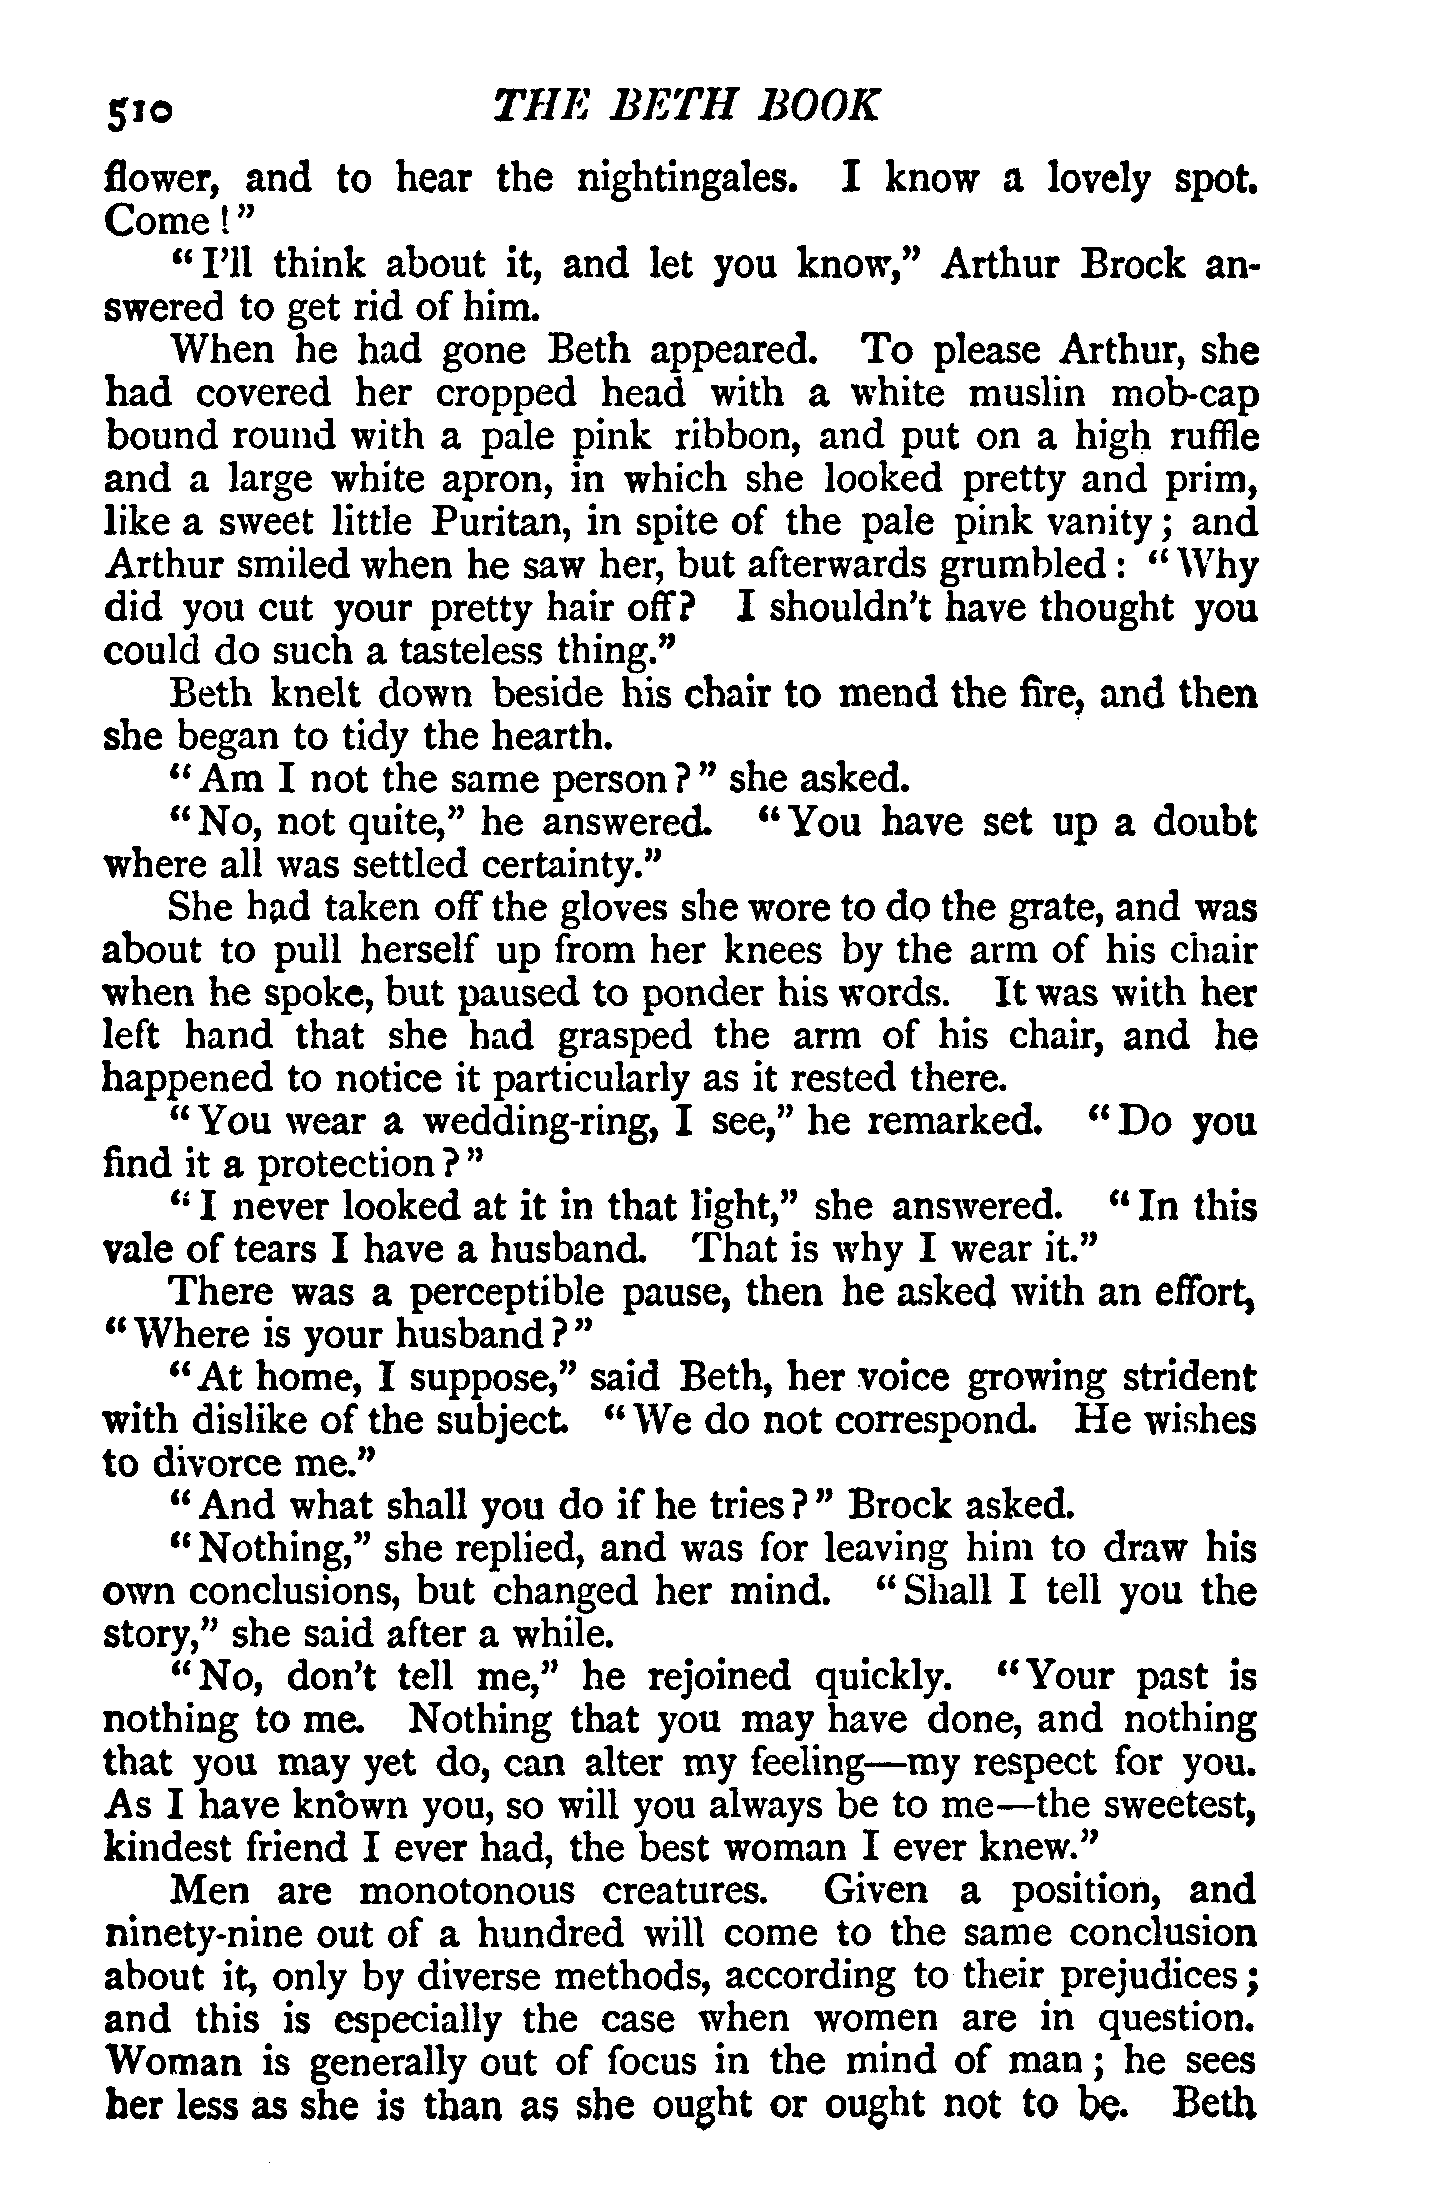 510 THE BETH BOOK
flower, and to hear the nightingales. I know a lovely spot.
Come!”
“I’ll think about it, and let you know,” Arthur Brock an-
swered to get rid of him.
When he had gone Beth appeared. To please Arthur, she
had covered her cropped head with a white muslin mob-cap
bound round with a pale pink ribbon, and put on a high ruffle
and a large white apron, in which she looked pretty and prim,
like a sweet little Puritan, in spite of the pale pink vanity; and
Arthur smiled when he saw her, but afterwards grumbled: “Why
did you cut your pretty hair off? I shouldn’t have thought you
could do such a tasteless thing.”
Beth knelt down beside his chair to mend the fire, and then
she began to tidy the hearth.
“Am I not the same person?” she asked.
“No, not quite,” he answered. “You have set up a doubt
where all was settled certainty.”
She had taken off the gloves she wore to do the grate, and was
about to pull herself up from her knees by the arm of his chair
when he spoke, but paused to ponder his words. It was with her
left hand that she had grasped the arm of his chair, and he
happened to notice it particularly as it rested there.
“You wear a wedding-ring, I see,” he remarked. “Do you
find it a protection?”
“I never looked at it in that light,” she answered. “In this
vale of tears I have a husband. That is why I wear it.”
There was a perceptible pause, then he asked with an effort,
“Where is your husband?”
“At home, I suppose,” said Beth, her voice growing strident
with dislike of the subject. “We do not correspond. He wishes
to divorce me.”
“And what shall you do if he tries?” Brock asked.
“Nothing,” she replied, and was for leaving him to draw his
own conclusions, but changed her mind. “Shall I tell you the
story,” she said after a while.
“No, don’t tell me,” he rejoined quickly. “Your past is
nothing to me. Nothing that you may have done, and nothing
that you may yet do, can alter my feeling—my respect for you.
As I have known you, so will you always be to me—the sweetest,
kindest friend I ever had, the best woman I ever knew.”
Men are monotonous creatures. Given a position, and
ninety-nine out of a hundred will come to the same conclusion
about it, only by diverse methods, according to their prejudices;
and this is especially the case when women are in question.
Woman is generally out of focus in the mind of man; he sees
her less as she is than as she ought or ought not to be. Beth